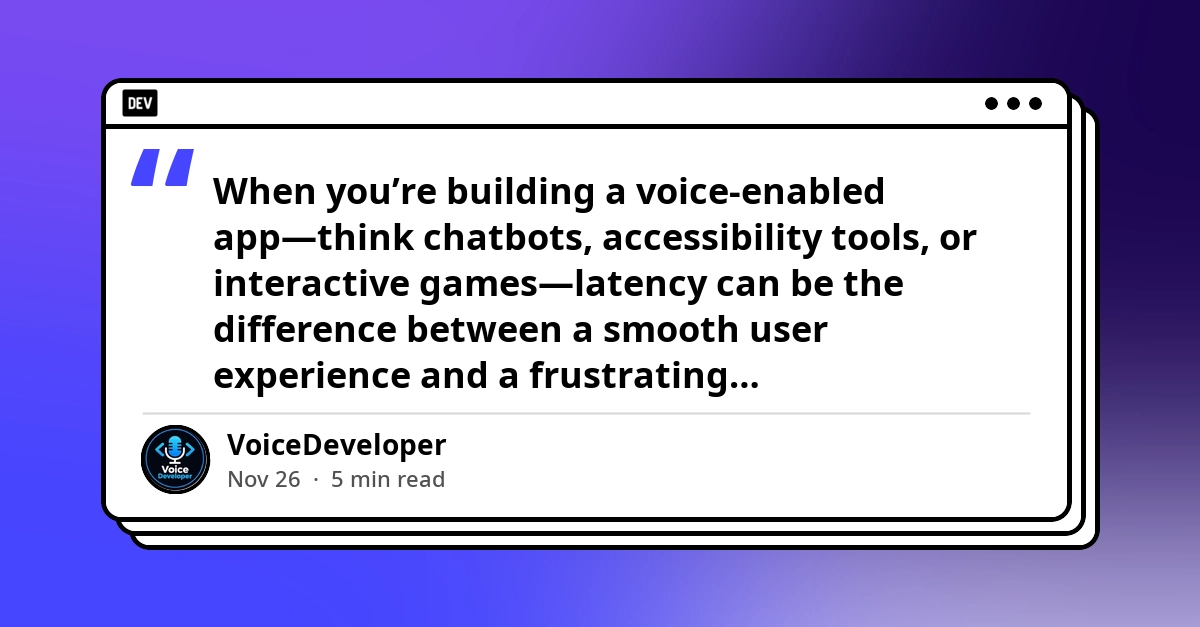 DEV
“
When you’re building a voice-enabled
app—think chatbots, accessibility tools, or
interactive games—latency can be the
difference between a smooth user
experience and a frustrating...
VoiceDeveloper
Nov 26 · 5 min read
Voice
Developer